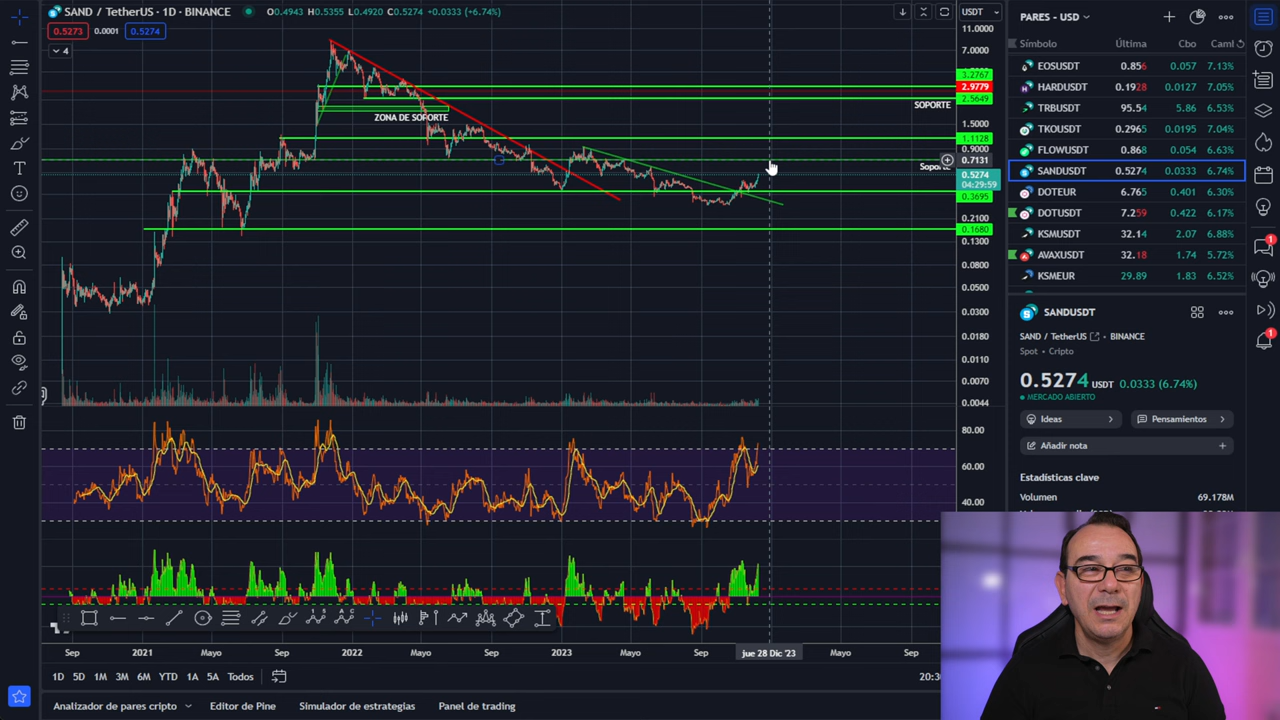 SAND / TetherUS · 1D · BINANCE
O0.4943 H0.5355 L0.4920 C0.5274 +0.0333 (+6.74%)
0.5273 0.0001 0.5274
4
USDT
11.0000
7.0000
3.2767
2.9779
2.5649
SOPORTE
ZONA DE SOPORTE
1.5000
1.1128
0.9000
0.7131
0.5274
04:29:59
0.3695
0.2100
0.1680
0.1300
0.0800
0.0500
0.0300
0.0180
0.0110
0.0070
0.0044
80.00
60.00
40.00
Sep 2021 Mayo Sep 2022 Mayo Sep 2023 Mayo Sep jue 28 Dic '23 Mayo Sep
1D 5D 1M 3M 6M YTD 1A 5A Todos
Analizador de pares cripto Editor de Pine Simulador de estrategias Panel de trading
PARES - USD
Símbolo Última Cbo
EOSUSDT 0.856 0.057 7.13%
HARDUSDT 0.1928 0.0127 7.05%
TRBUSDT 95.54 5.86 6.53%
TKOUSDT 0.2965 0.0195 7.04%
FLOWUSDT 0.868 0.054 6.63%
SANDUSDT 0.5274 0.0333 6.74%
DOTEUR 6.765 0.401 6.30%
DOTUSDT 7.259 0.422 6.17%
KSMUSDT 32.14 2.07 6.88%
AVAXUSDT 32.18 1.74 5.72%
KSMEUR 29.89 1.83 6.52%
SANDUSDT
SAND / TetherUS BINANCE
Spot • Cripto
0.5274 USDT 0.0333 (6.74%)
MERCADO ABIERTO
Ideas Pensamientos
Añadir nota
Estadísticas clave
Volumen 69.178M
1
1